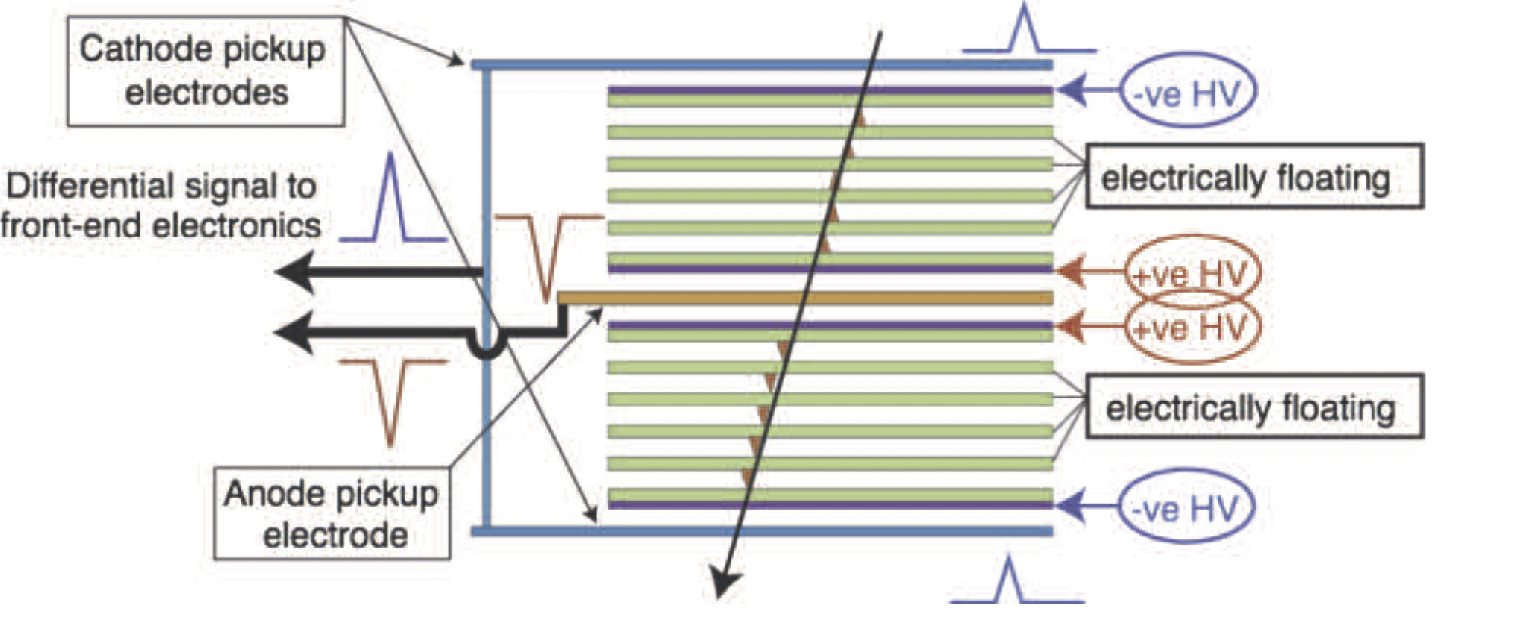 Cathode pickup
electrodes
-ve HV
Differential signal to
front-end electronics
electrically floating
+ve HV
+ve HV
electrically floating
Anode pickup
electrode
-ve HV